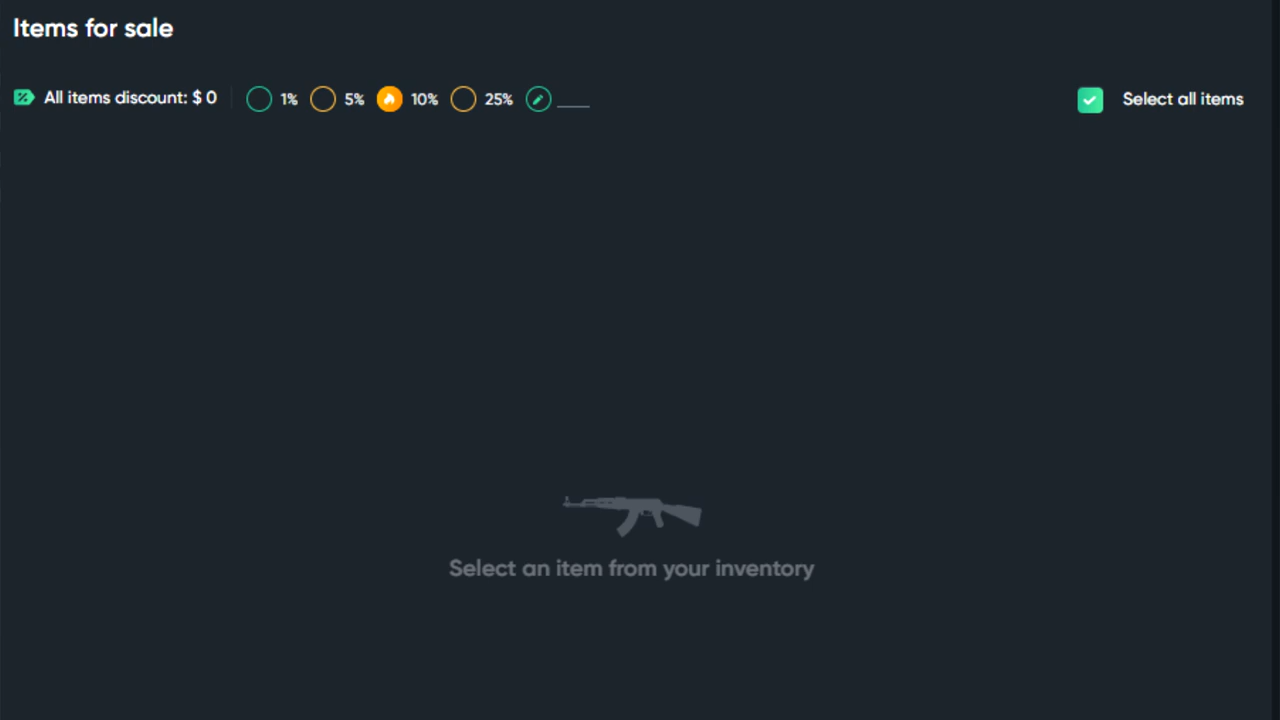 Items for sale
All items discount: $ 0 1% 5% 10% 25% Select all items
Select an item from your inventory